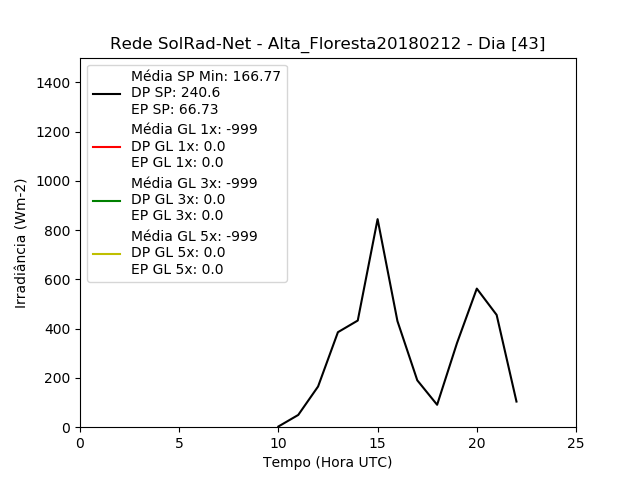 Rede SolRad-Net - Alta_Floresta20180212 - Dia [43]
Média SP Min: 166.77
DP SP: 240.6
EP SP: 66.73
Média GL 1x: -999
DP GL 1x: 0.0
EP GL 1x: 0.0
Média GL 3x: -999
DP GL 3x: 0.0
EP GL 3x: 0.0
Média GL 5x: -999
DP GL 5x: 0.0
EP GL 5x: 0.0
Irradiância (Wm-2)
1400
1200
1000
800
600
400
200
0
0 5 10 15 20 25
Tempo (Hora UTC)